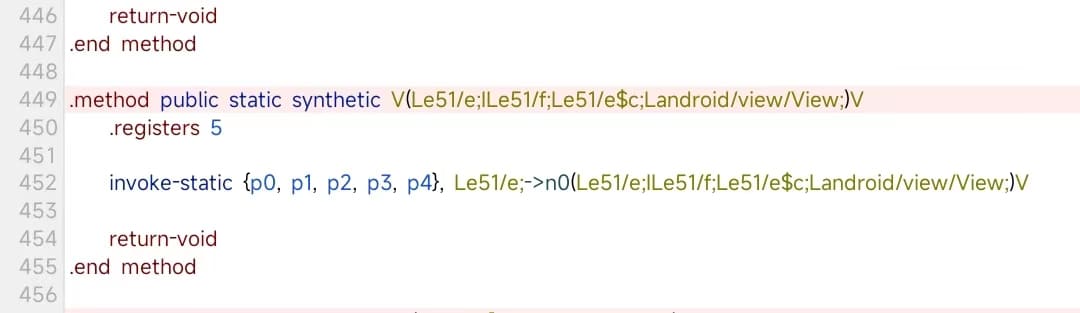 446 return-void
447 .end method
448
449 .method public static synthetic V(Le51/e;ILe51/f;Le51/e$c;Landroid/view/View;)V
450 .registers 5
451
452 invoke-static {p0, p1, p2, p3, p4}, Le51/e;->n0(Le51/e;ILe51/f;Le51/e$c;Landroid/view/View;)V
453
454 return-void
455 .end method
456